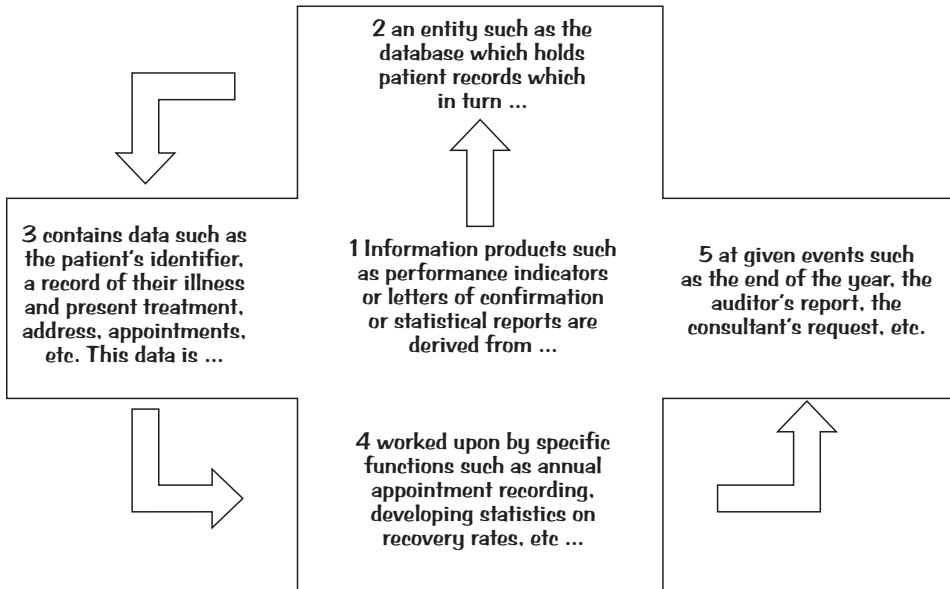 1 Information products such
as performance indicators
or letters of confirmation
or statistical reports are
derived from ...
2 an entity such as the
database which holds
patient records which
in turn ...
3 contains data such as
the patient's identifier,
a record of their illness
and present treatment,
address, appointments,
etc. This data is ...
4 worked upon by specific
functions such as annual
appointment recording,
developing statistics on
recovery rates, etc ...
5 at given events such
as the end of the year, the
auditor's report, the
consultant's request, etc.